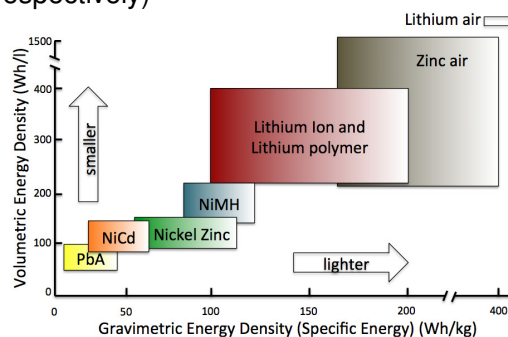 respectively)
Lithium air
1500
Zinc air
400
Lithium Ion and
Lithium polymer
300
smaller
200
NiMH
Nickel Zinc
NiCd
100
PbA
lighter
0
0 50 100 150 200 400
Volumetric Energy Density (Wh/l)
Gravimetric Energy Density (Specific Energy) (Wh/kg)